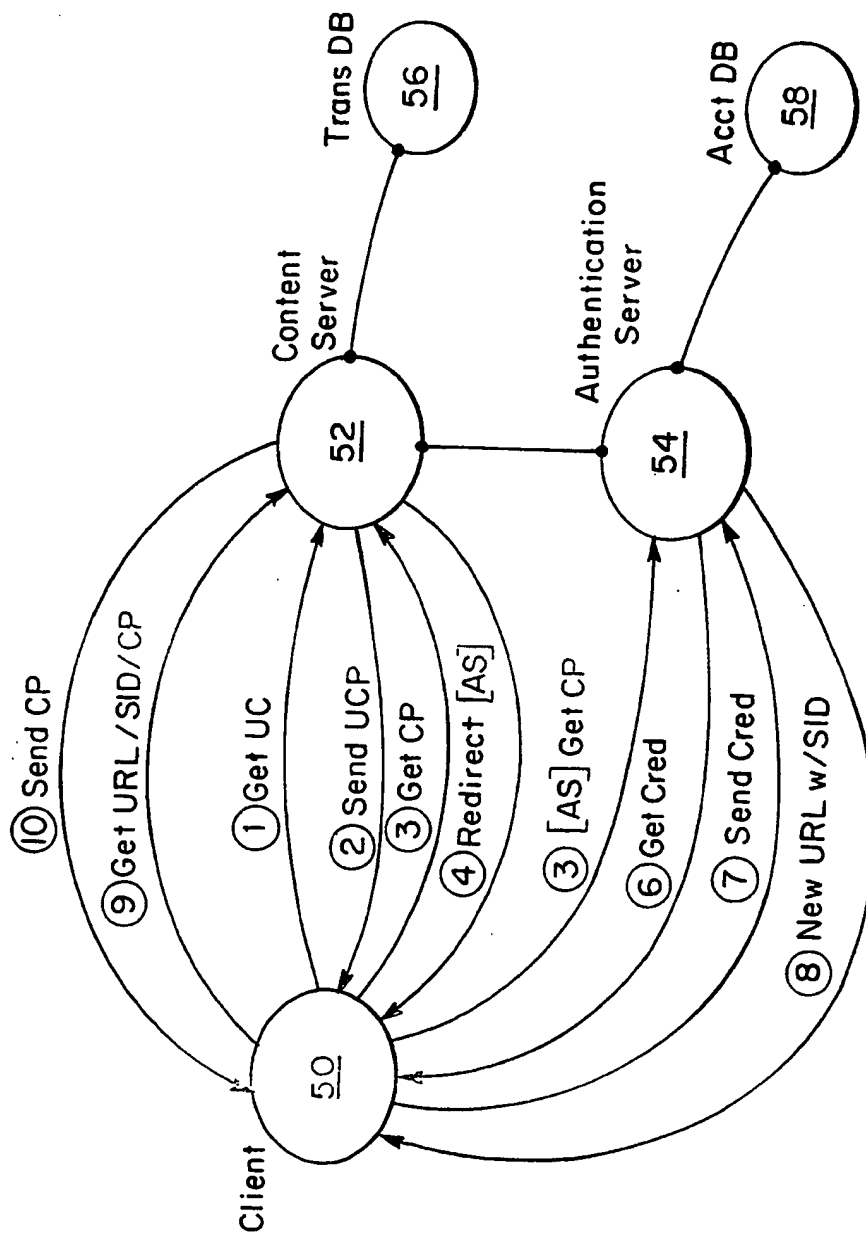 ⑩ Send CP
⑨ Get URL/SID/CP
① Get UC
② Send UCP
③ Get CP
④ Redirect [AS]
③ [AS] Get CP
⑥ Get Cred
⑦ Send Cred
⑧ New URL w/SID
Client
50
Content
Server
52
Trans DB
56
Authentication
Server
54
Acct DB
58